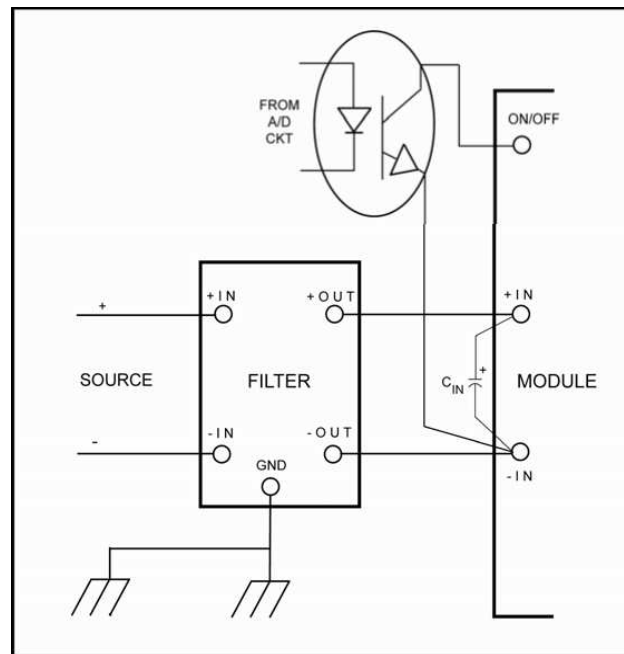 FROM
A/D
CKT
ON/OFF
+IN
+OUT
+IN
+
SOURCE
FILTER
CIN
+
MODULE
-
-IN
-OUT
GND
-IN